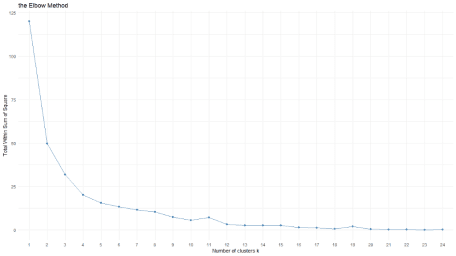 the Elbow Method
Total Within Sum of Square
125
100
75
50
25
0
1 2 3 4 5 6 7 8 9 10 11 12 13 14 15 16 17 18 19 20 21 22 23 24
Number of clusters k